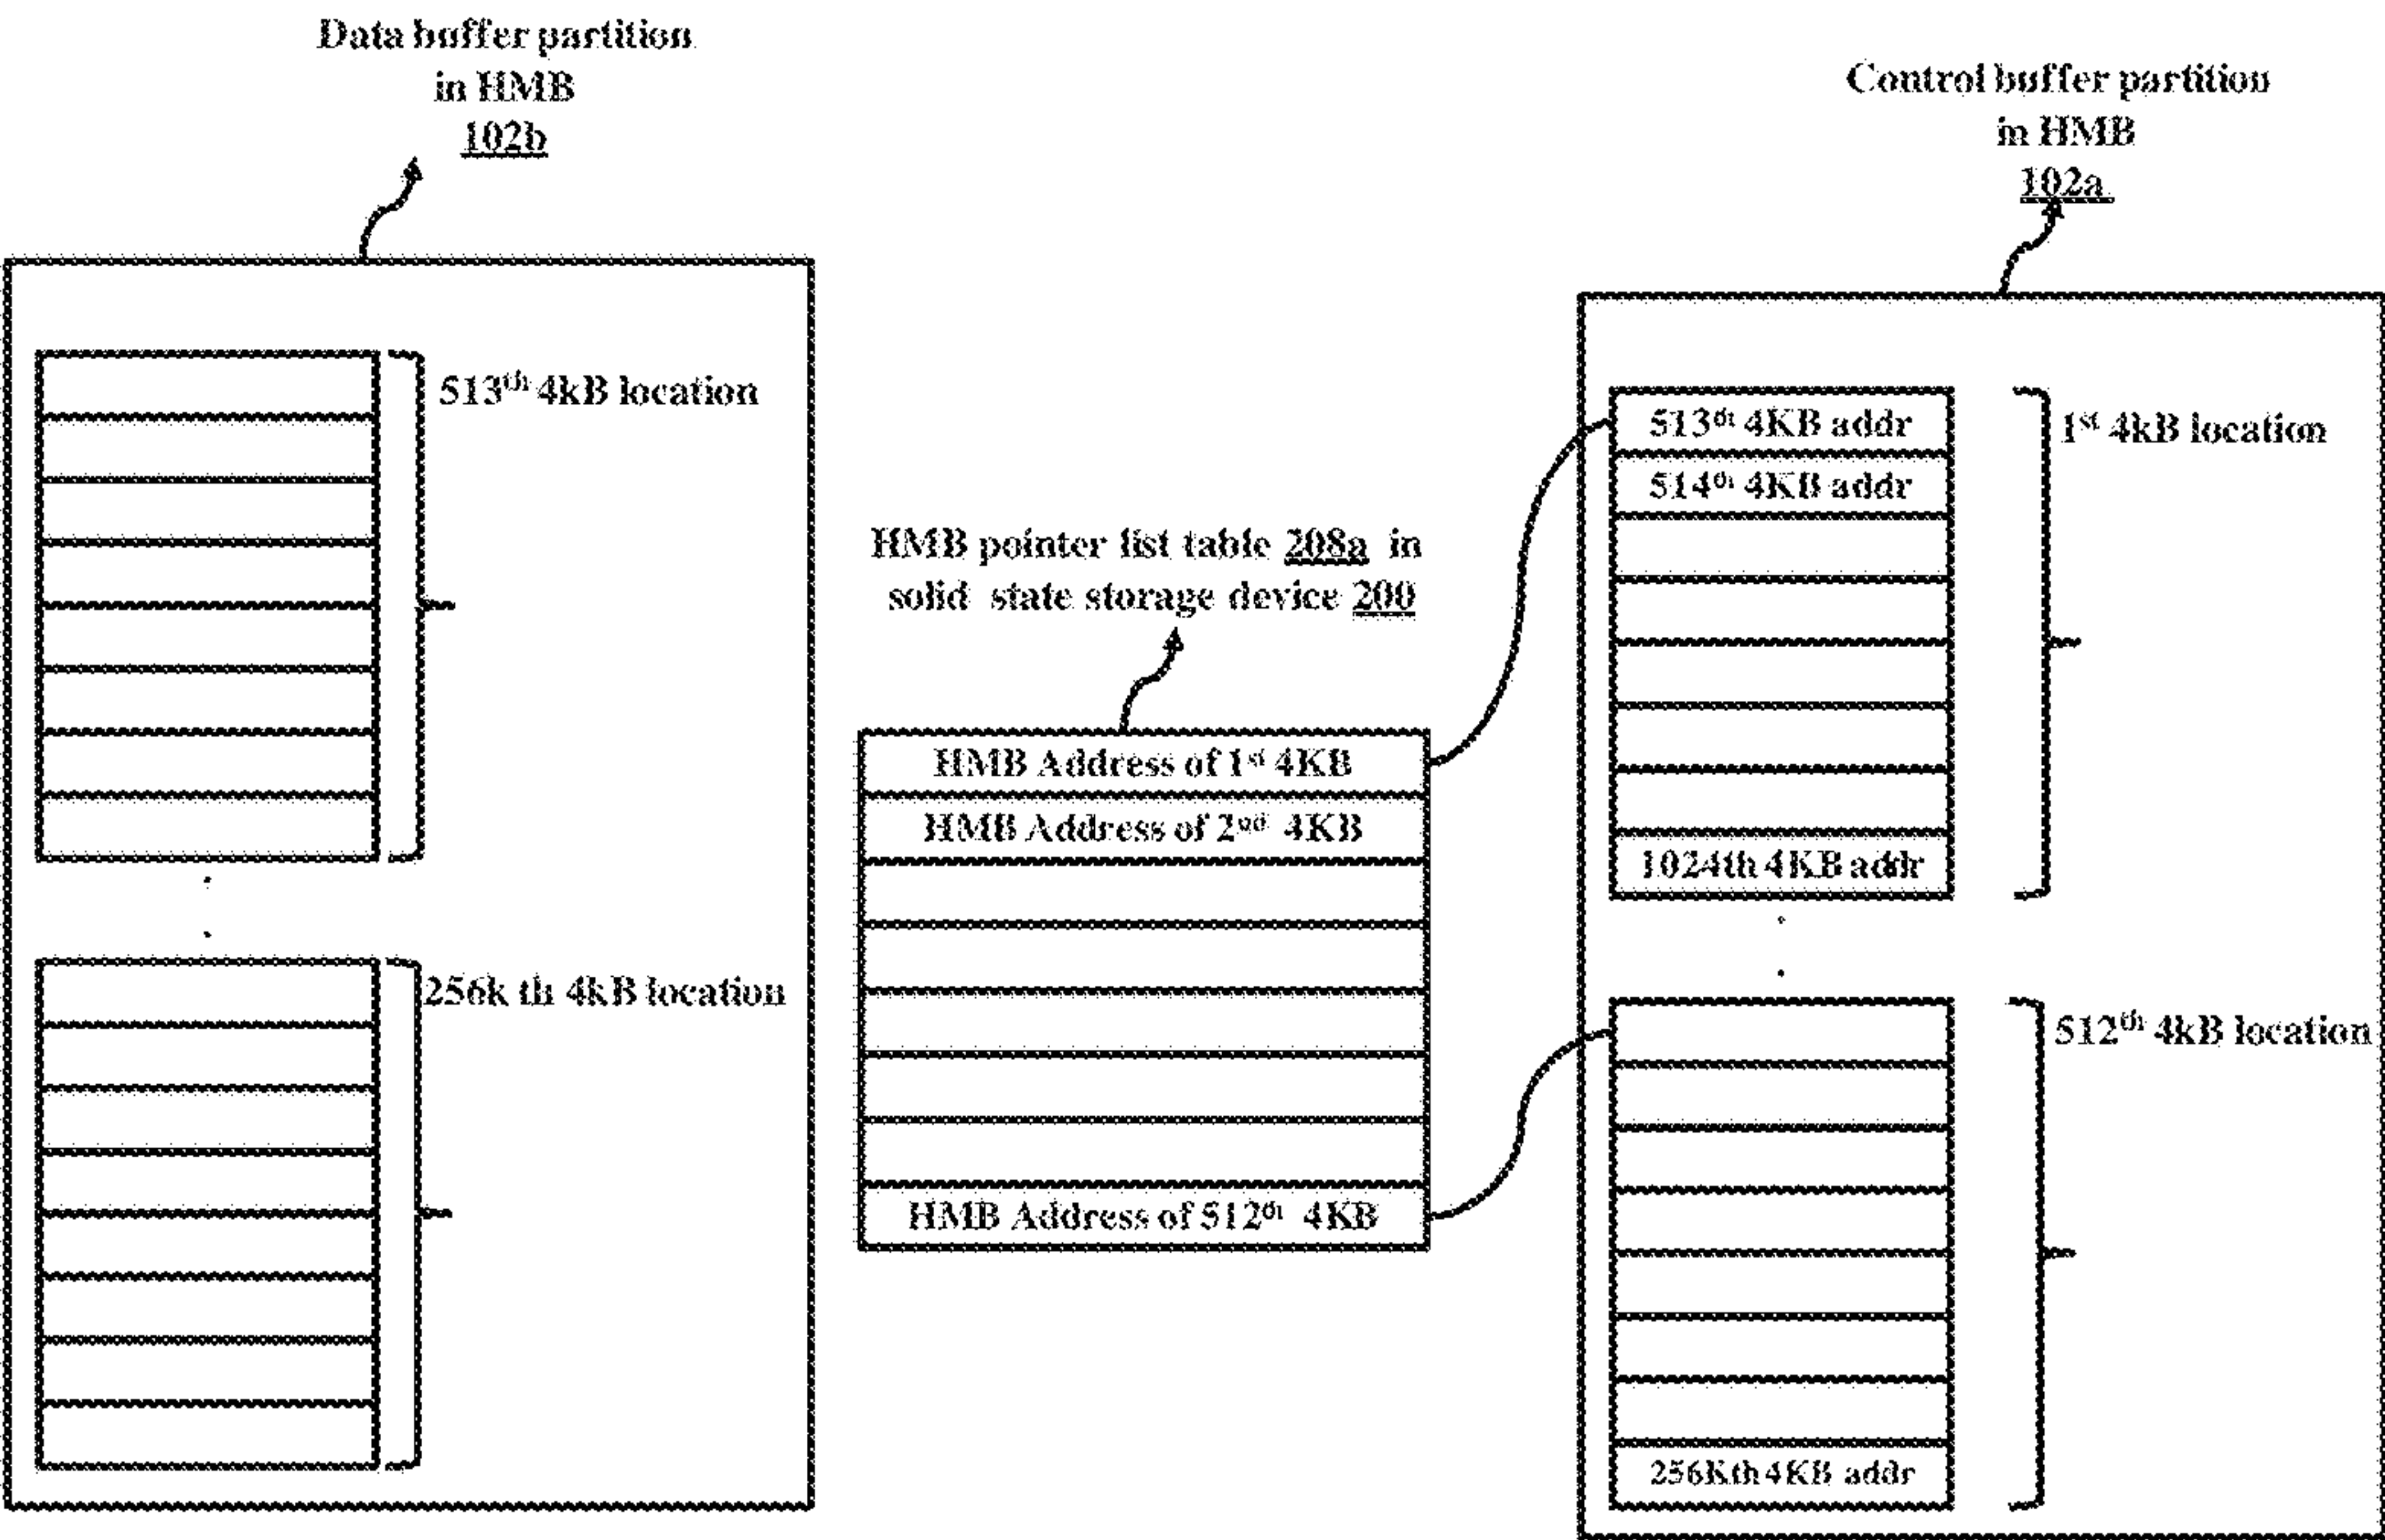 Data buffer partition
in HMB
102b
513th 4kB location
256k th 4kB location
HMB pointer list table 208a in
solid state storage device 200
HMB Address of 1st 4KB
HMB Address of 2nd 4KB
HMB Address of 512th 4KB
Control buffer partition
in HMB
102a
513th 4KB addr
514th 4KB addr
1024th 4KB addr
1st 4kB location
512th 4kB location
256Kth 4KB addr